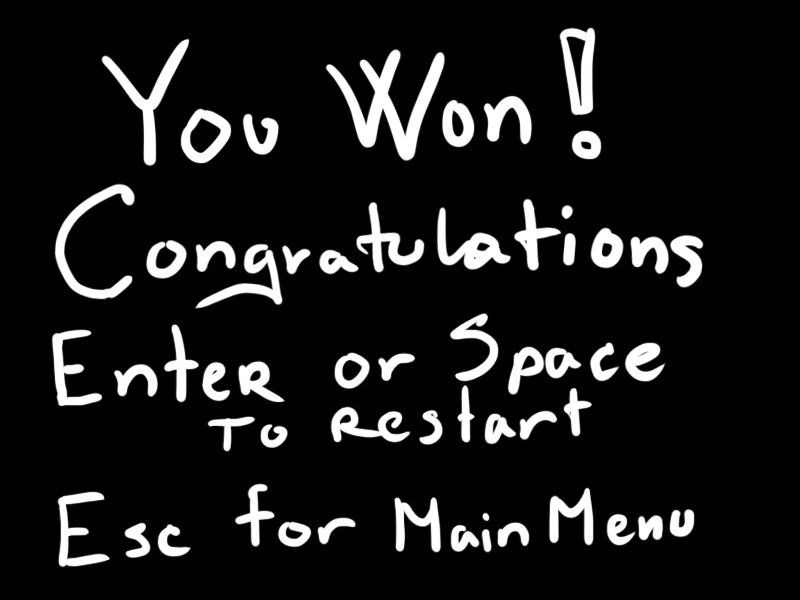 You Won!
Congratulations
Enter or Space
To Restart
Esc for Main Menu